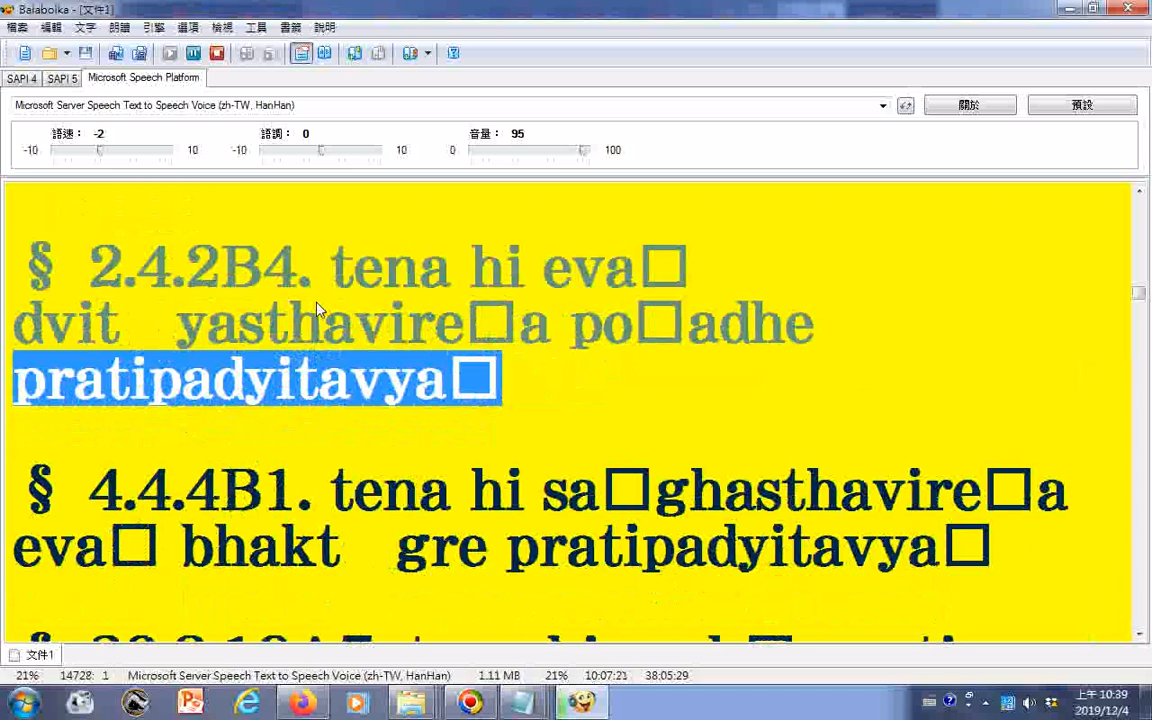 Balabolka - [文件1]
檔案 編輯 文字 朗讀 引擎 選項 檢視 工具 書籤 說明
SAPI 4 SAPI 5 Microsoft Speech Platform
Microsoft Server Speech Text to Speech Voice (zh-TW, HanHan) 關於 預設
語速： -2 語調： 0 音量： 95
-10 10 -10 10 0 100
§ 2.4.2B4. tena hi eva□
dvit yasthavire□a po□adhe
pratipadyitavya□
§ 4.4.4B1. tena hi sa□ghasthavire□a
eva□ bhakt gre pratipadyitavya□
文件1
21% 14728: 1 Microsoft Server Speech Text to Speech Voice (zh-TW, HanHan) 1.11 MB 21% 10:07:21 38:05:29
上午 10:39
2019/12/4